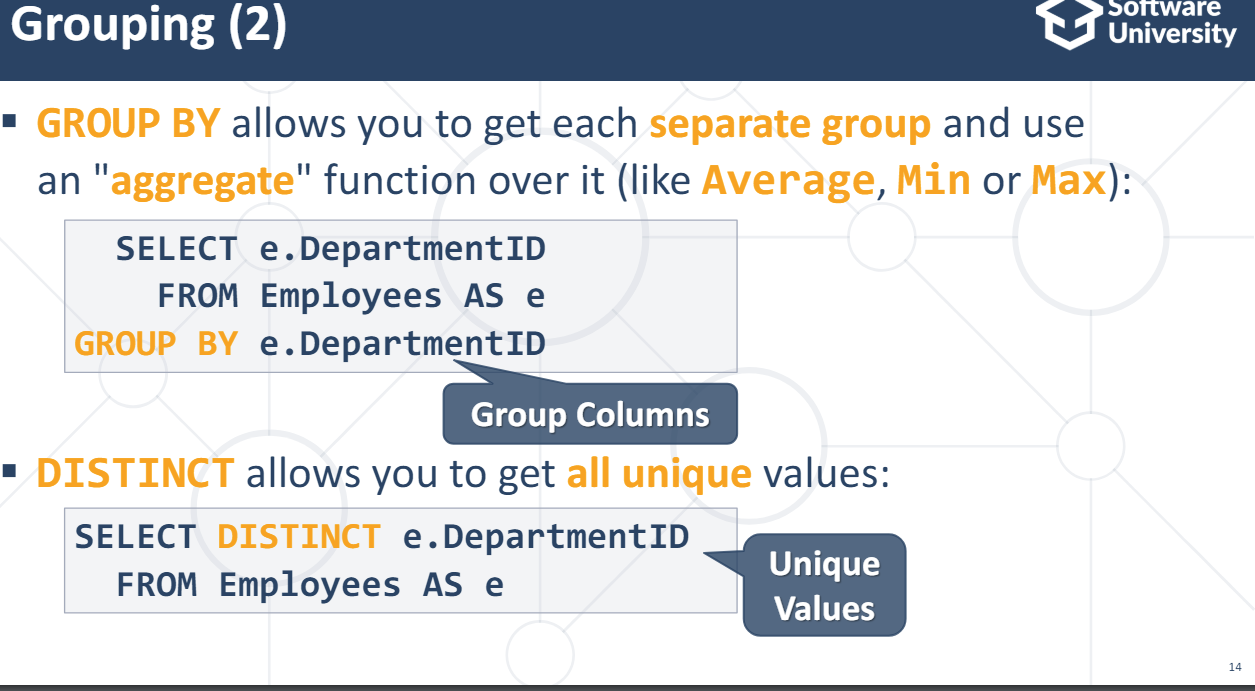 Grouping (2)
Software
University
▪ GROUP BY allows you to get each separate group and use
an "aggregate" function over it (like Average, Min or Max):
SELECT e.DepartmentID
FROM Employees AS e
GROUP BY e.DepartmentID
Group Columns
▪ DISTINCT allows you to get all unique values:
SELECT DISTINCT e.DepartmentID
FROM Employees AS e
Unique
Values
14